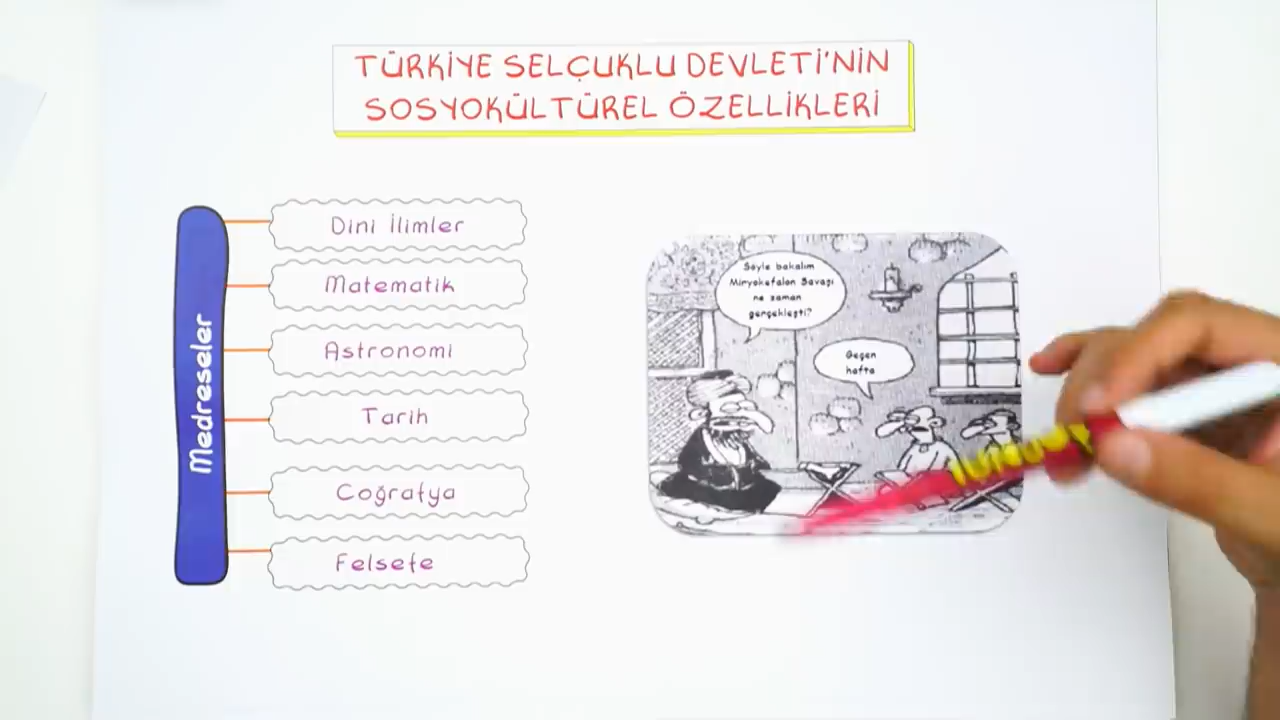 TÜRKİYE SELÇUKLU DEVLETİ'NİN
SOSYOKÜLTÜREL ÖZELLİKLERİ
Medreseler
Dini İlimler
Matematik
Astronomi
Tarih
Coğrafya
Felsefe
Söyle bakalım
Miryokefalon Savaşı
ne zaman
gerçekleşti?
Geçen
hafta